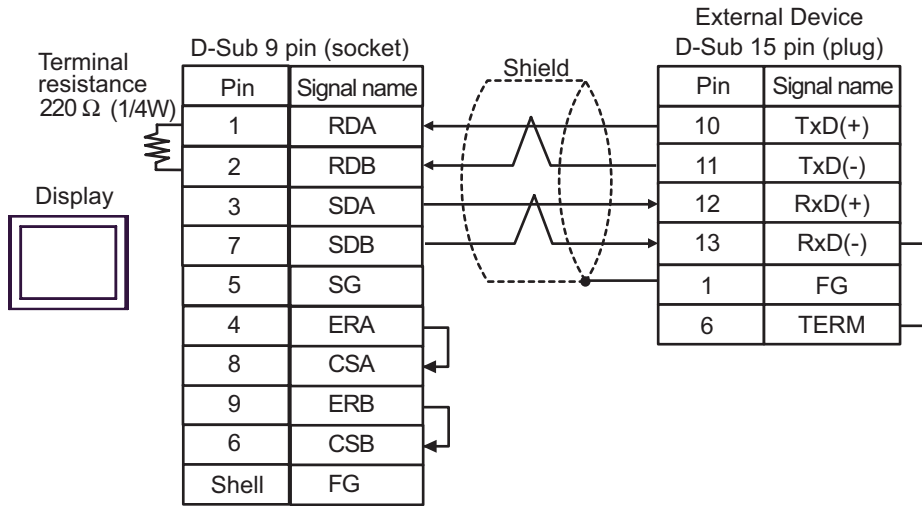 External Device
D-Sub 9 pin (socket)
D-Sub 15 pin (plug)
Terminal
resistance
220 Ω (1/4W)
Shield
Display
Pin Signal name
1 RDA
2 RDB
3 SDA
7 SDB
5 SG
4 ERA
8 CSA
9 ERB
6 CSB
Shell FG
Pin Signal name
10 TxD(+)
11 TxD(-)
12 RxD(+)
13 RxD(-)
1 FG
6 TERM